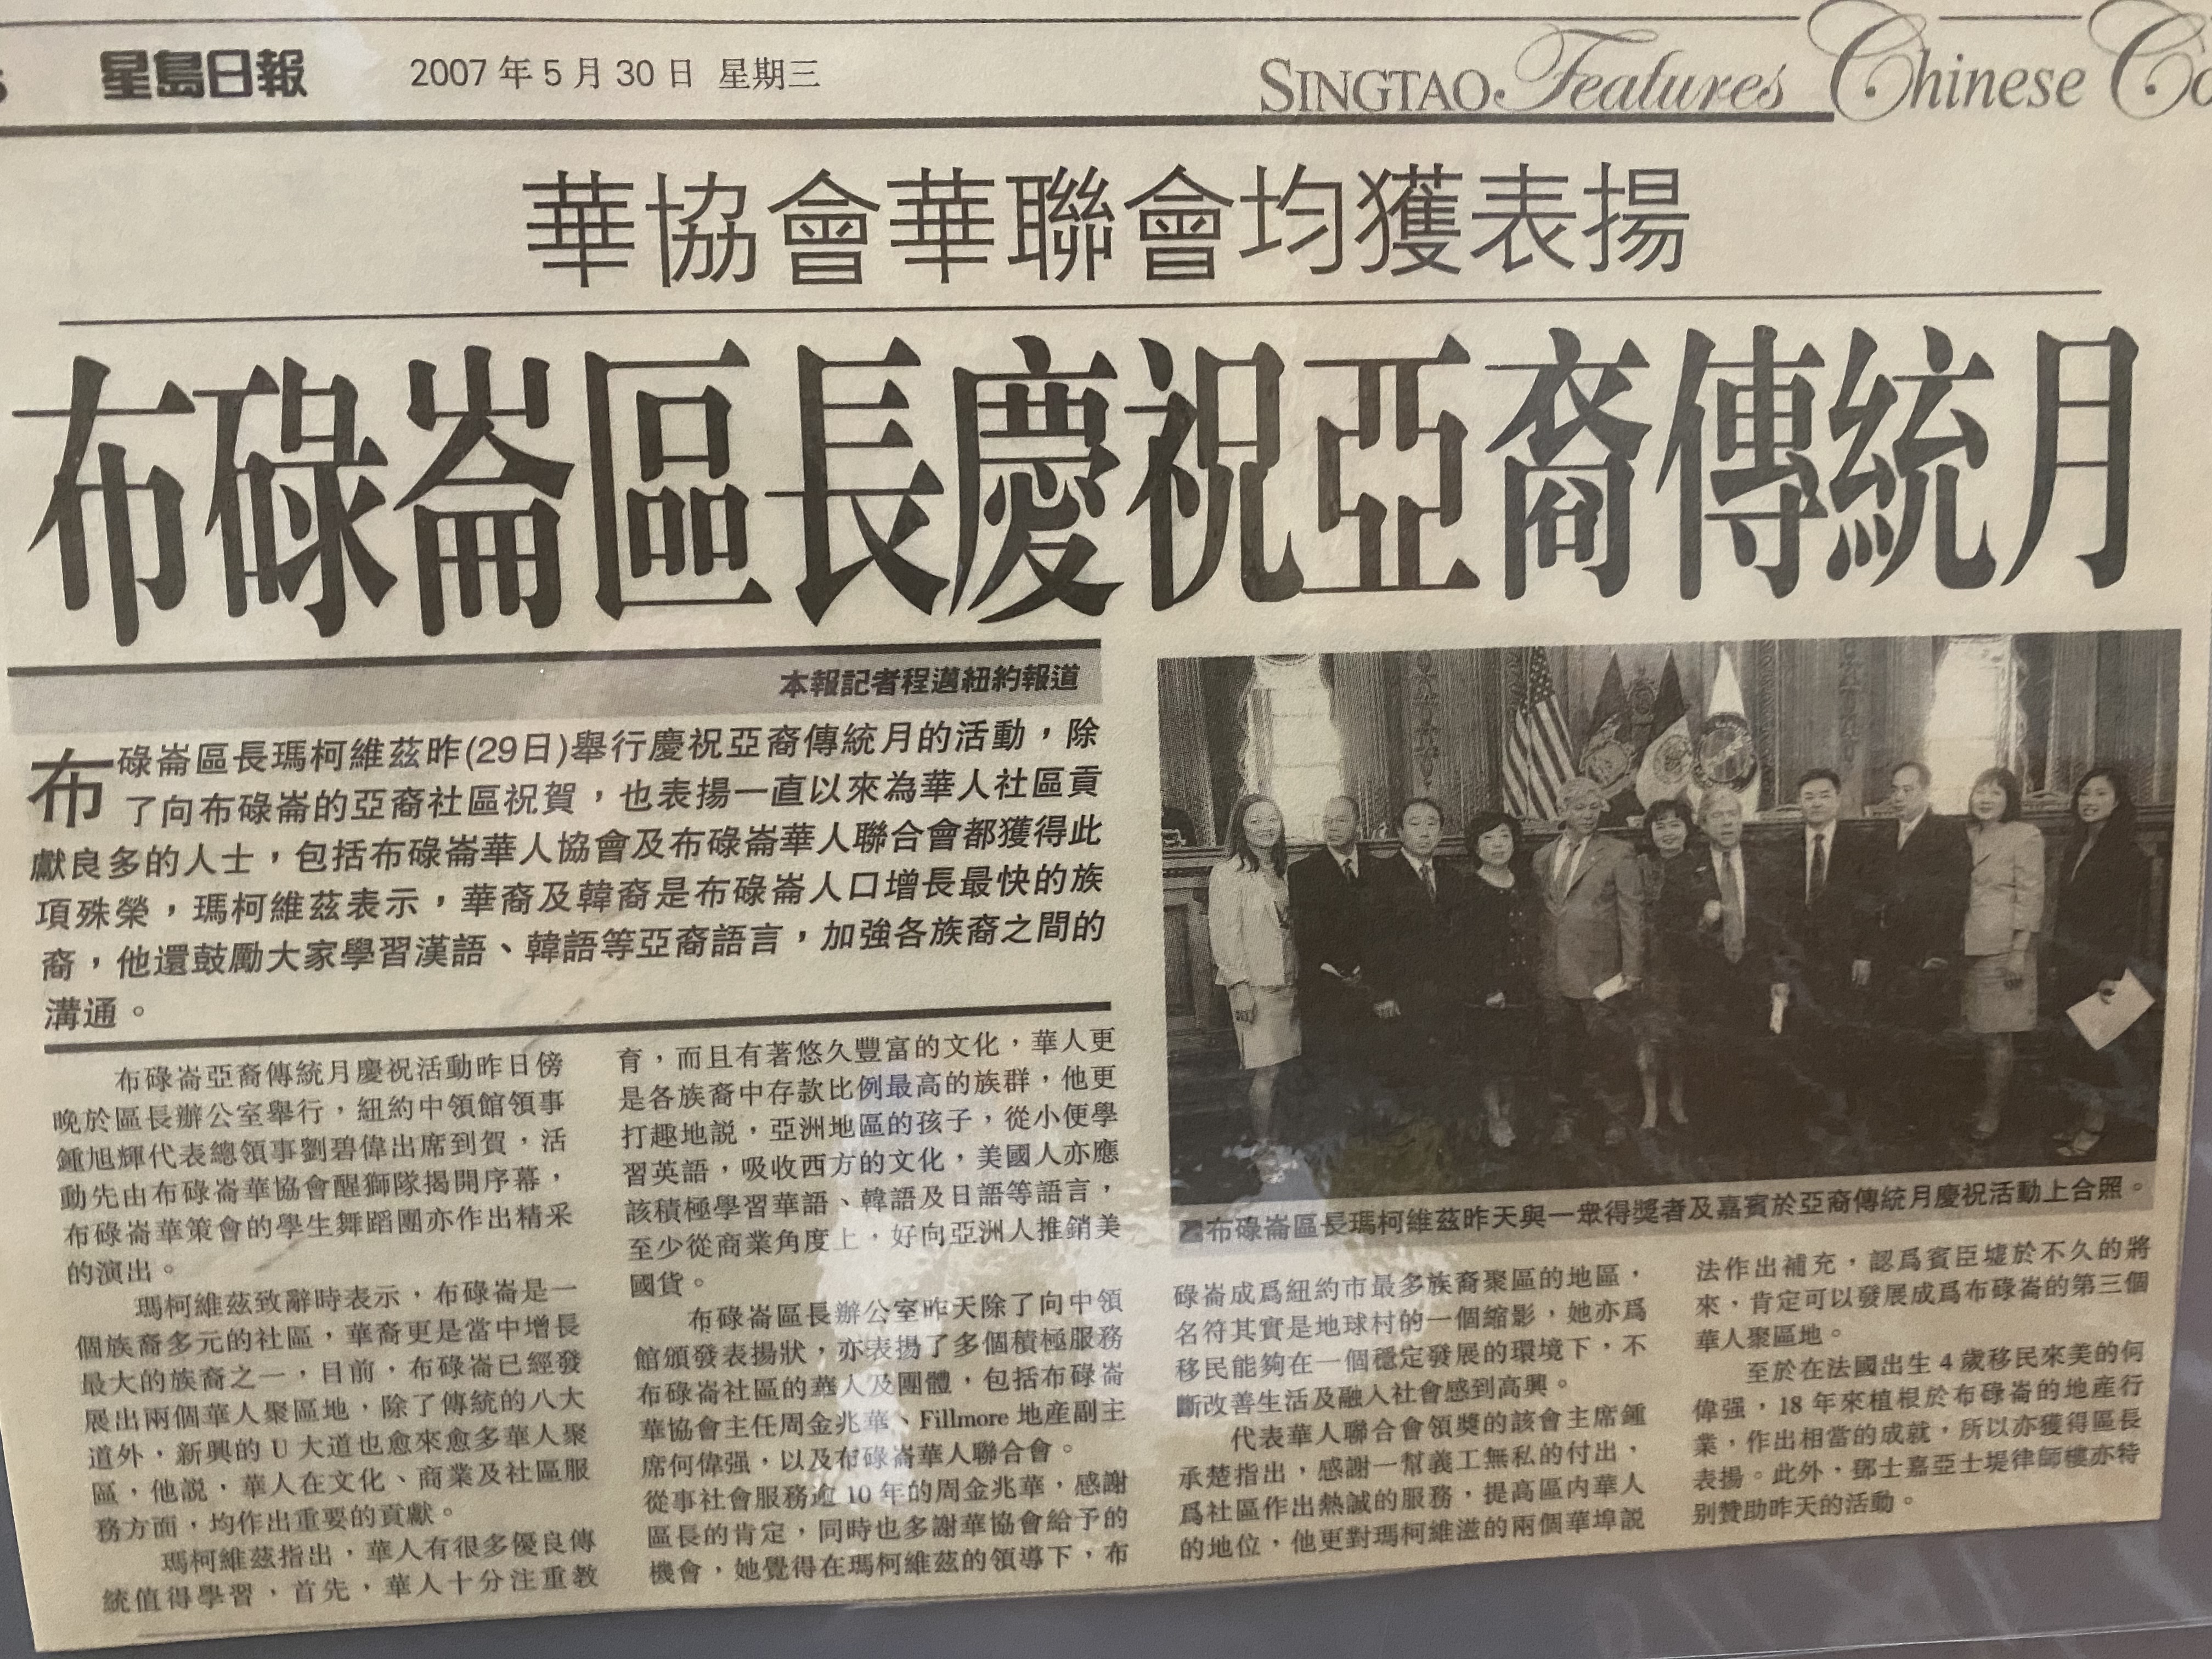 星島日報
2007 年 5 月 30 日 星期三
SINGTAO Features Chinese
華協會華聯會均獲表揚
布碌崙區長慶祝亞裔傳統月
本報記者程邁紐約報道
布碌崙區長瑪柯維茲昨(29日)舉行慶祝亞裔傳統月的活動，除
了向布碌崙的亞裔社區祝賀，也表揚一直以來為華人社區貢
獻良多的人士，包括布碌崙華人協會及布碌崙華人聯合會都獲得此
項殊榮，瑪柯維茲表示，華裔及韓裔是布碌崙人口增長最快的族
裔，他還鼓勵大家學習漢語、韓語等亞裔語言，加強各族裔之間的
溝通。
布碌崙亞裔傳統月慶祝活動昨日傍
晚於區長辦公室舉行，紐約中領館領事
鍾旭輝代表總領事劉碧偉出席到賀，活
動先由布碌崙華協會醒獅隊揭開序幕，
布碌崙華策會的學生舞蹈團亦作出精采
的演出。
瑪柯維茲致辭時表示，布碌崙是一
個族裔多元的社區，華裔更是當中增長
最大的族裔之一，目前，布碌崙已經發
展出兩個華人聚區地，除了傳統的八大
道外，新興的 U 大道也愈來愈多華人聚
區，他説，華人在文化、商業及社區服
務方面，均作出重要的貢獻。
瑪柯維茲指出，華人有很多優良傳
統值得學習，首先，華人十分注重教
育，而且有著悠久豐富的文化，華人更
是各族裔中存款比例最高的族群，他更
打趣地説，亞洲地區的孩子，從小便學
習英語，吸收西方的文化，美國人亦應
該積極學習華語、韓語及日語等語言，
至少從商業角度上，好向亞洲人推銷美
國貨。
布碌崙區長辦公室昨天除了向中領
館頒發表揚狀，亦表揚了多個積極服務
布碌崙社區的華人及團體，包括布碌崙
華協會主任周金兆華、Fillmore 地產副主
席何偉强，以及布碌崙華人聯合會。
從事社會服務逾 10 年的周金兆華，感謝
區長的肯定，同時也多謝華協會給予的
機會，她覺得在瑪柯維茲的領導下，布
布碌崙區長瑪柯維茲昨天與一眾得獎者及嘉賓於亞裔傳統月慶祝活動上合照。
碌崙成爲紐約市最多族裔聚區的地區，
名符其實是地球村的一個縮影，她亦爲
移民能夠在一個穩定發展的環境下，不
斷改善生活及融入社會感到高興。
代表華人聯合會領獎的該會主席鍾
承楚指出，感謝一幫義工無私的付出，
爲社區作出熱誠的服務，提高區内華人
的地位，他更對瑪柯維滋的兩個華埠説
法作出補充，認爲賓臣墟於不久的將
來，肯定可以發展成爲布碌崙的第三個
華人聚區地。
至於在法國出生 4 歲移民來美的何
偉强，18 年來植根於布碌崙的地産行
業，作出相當的成就，所以亦獲得區長
表揚。此外，鄧士嘉亞士堤律師樓亦特
别贊助昨天的活動。